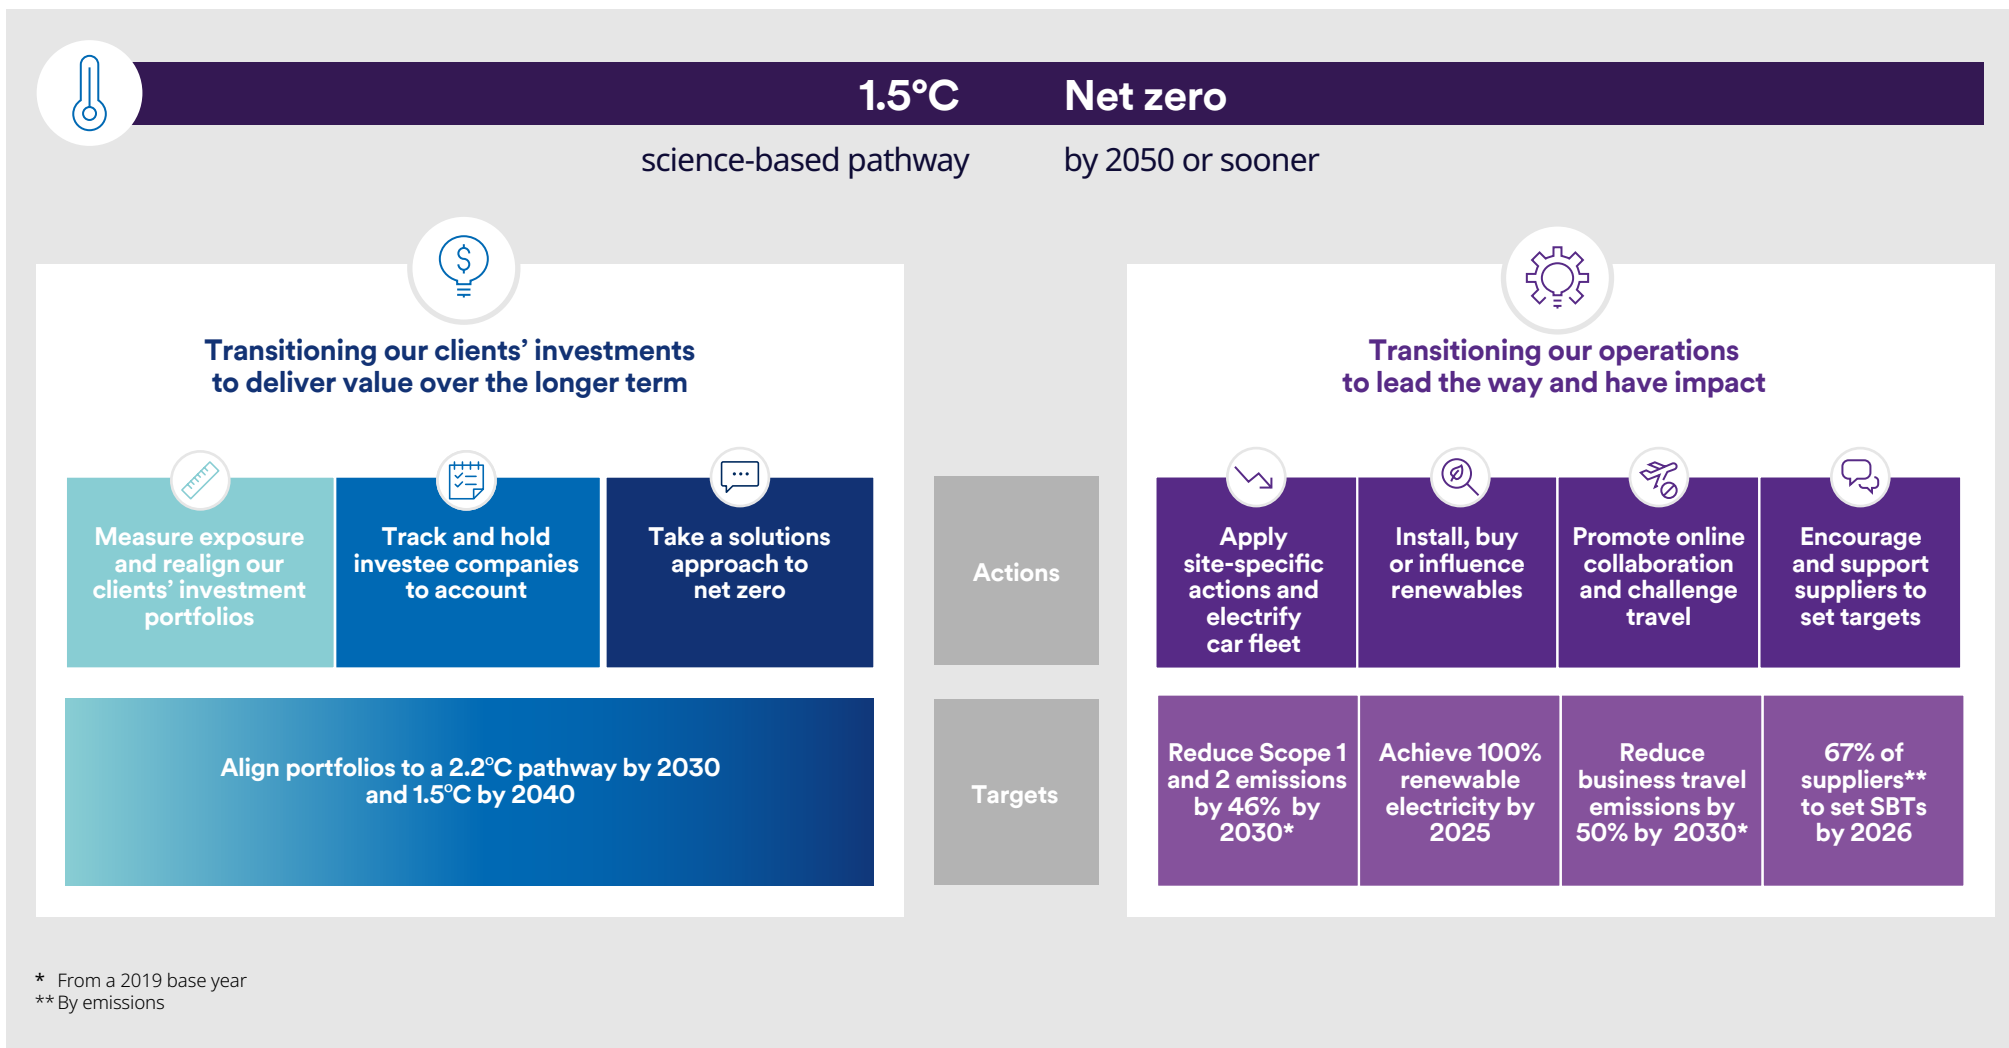 1.5°C
Net zero
science-based pathway
by 2050 or sooner
Transitioning our clients’ investments
to deliver value over the longer term
Measure exposure
and realign our
clients’ investment
portfolios
Track and hold
investee companies
to account
Take a solutions
approach to
net zero
Align portfolios to a 2.2°C pathway by 2030
and 1.5°C by 2040
Actions
Targets
Transitioning our operations
to lead the way and have impact
Apply
site-specific
actions and
electrify
car fleet
Install, buy
or influence
renewables
Promote online
collaboration
and challenge
travel
Encourage
and support
suppliers to
set targets
Reduce Scope 1
and 2 emissions
by 46% by
2030*
Achieve 100%
renewable
electricity by
2025
Reduce
business travel
emissions by
50% by 2030*
67% of
suppliers**
to set SBTs
by 2026
* From a 2019 base year
** By emissions